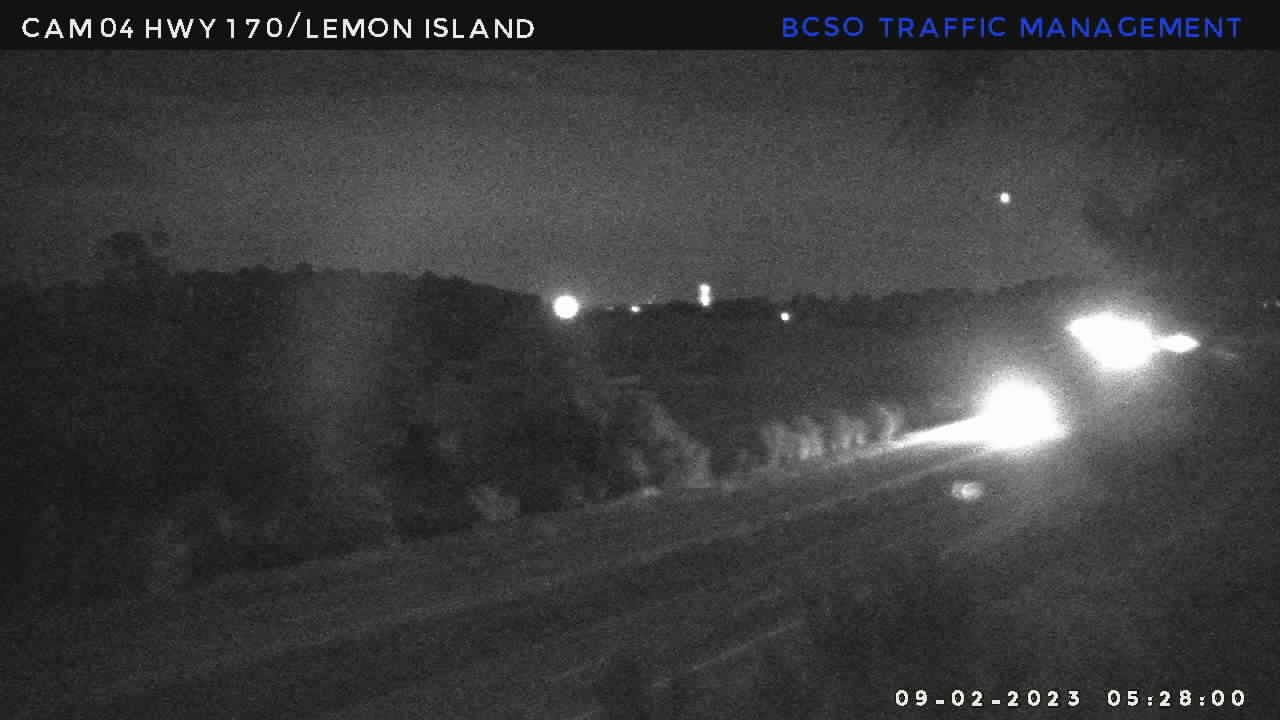 CAM04 HWY 170/LEMON ISLAND
BCSO TRAFFIC MANAGEMENT
09-02-2023 05:28:00